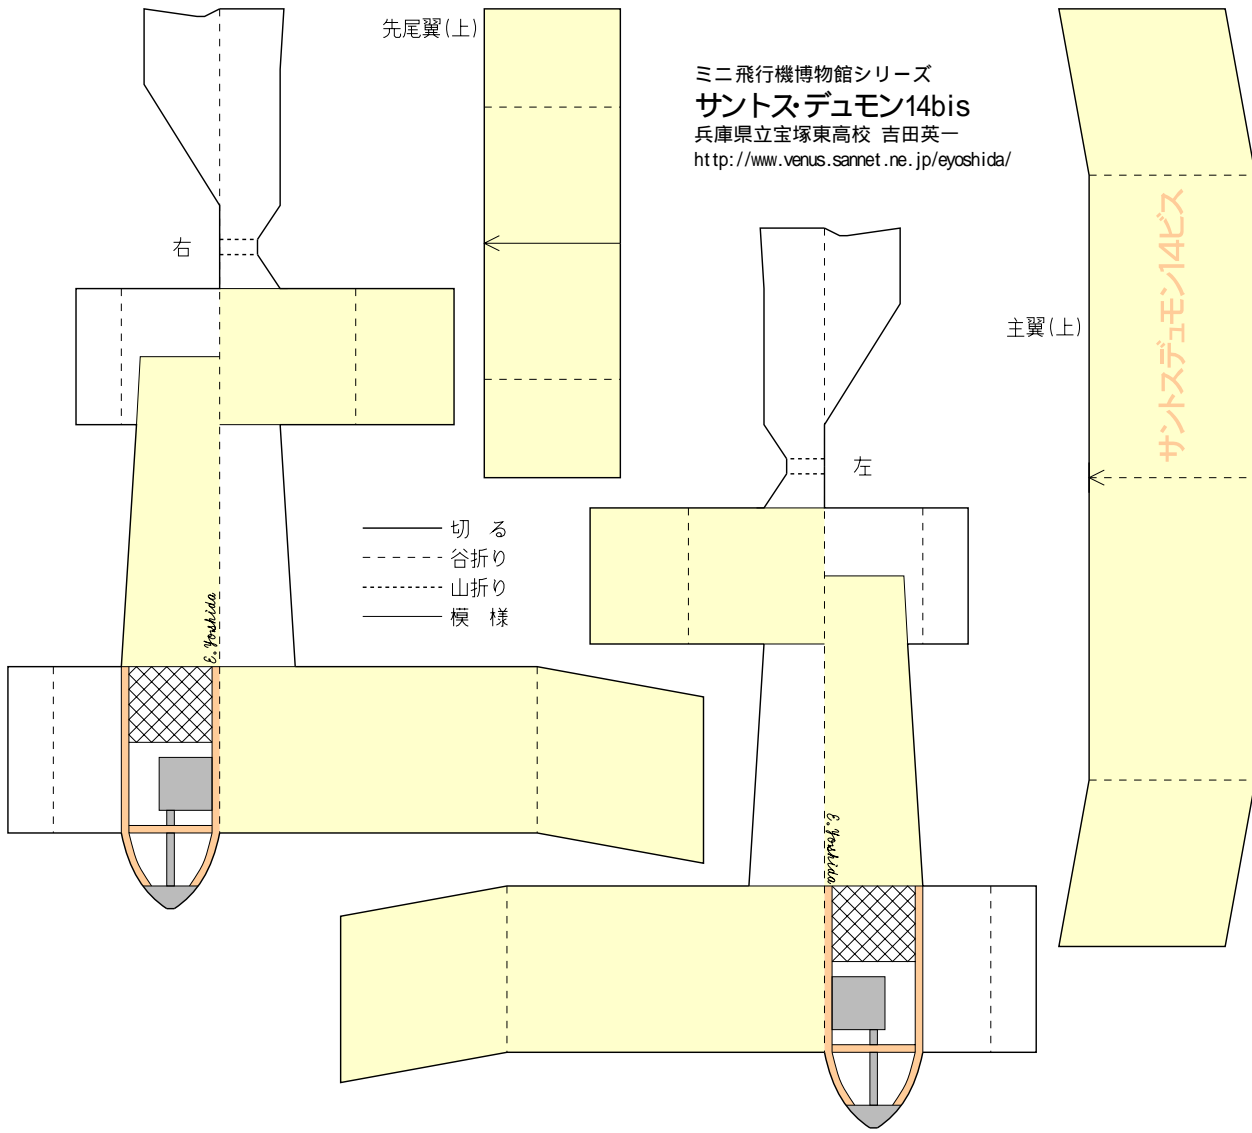 先尾翼(上)
ミニ飛行機博物館シリーズ
サントス・デュモン14bis
兵庫県立宝塚東高校 吉田英一
http://www.venus.sannet.ne.jp/eyoshida/
右
主翼(上)
サントスデュモン14ビス
左
切 る
谷折り
山折り
模 様
E. Yoshida
E. Yoshida